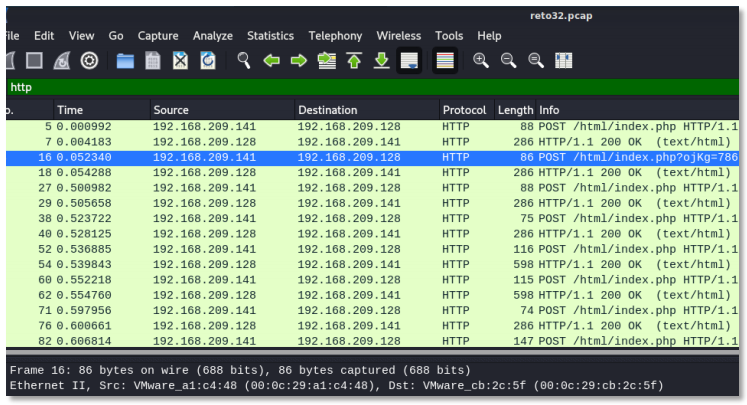 reto32.pcap
File Edit View Go Capture Analyze Statistics Telephony Wireless Tools Help
http
o. Time Source Destination Protocol Length Info
5 0.000992 192.168.209.141 192.168.209.128 HTTP 88 POST /html/index.php HTTP/1.1
7 0.004183 192.168.209.128 192.168.209.141 HTTP 286 HTTP/1.1 200 OK (text/html)
16 0.052340 192.168.209.141 192.168.209.128 HTTP 86 POST /html/index.php?ojKg=786
18 0.054288 192.168.209.128 192.168.209.141 HTTP 286 HTTP/1.1 200 OK (text/html)
27 0.500982 192.168.209.141 192.168.209.128 HTTP 88 POST /html/index.php HTTP/1.1
29 0.505658 192.168.209.128 192.168.209.141 HTTP 286 HTTP/1.1 200 OK (text/html)
38 0.523722 192.168.209.141 192.168.209.128 HTTP 75 POST /html/index.php HTTP/1.1
40 0.528125 192.168.209.128 192.168.209.141 HTTP 286 HTTP/1.1 200 OK (text/html)
52 0.536885 192.168.209.141 192.168.209.128 HTTP 116 POST /html/index.php HTTP/1.1
54 0.539843 192.168.209.128 192.168.209.141 HTTP 598 HTTP/1.1 200 OK (text/html)
60 0.552218 192.168.209.141 192.168.209.128 HTTP 115 POST /html/index.php HTTP/1.1
62 0.554760 192.168.209.128 192.168.209.141 HTTP 598 HTTP/1.1 200 OK (text/html)
71 0.597956 192.168.209.141 192.168.209.128 HTTP 74 POST /html/index.php HTTP/1.1
76 0.600661 192.168.209.128 192.168.209.141 HTTP 286 HTTP/1.1 200 OK (text/html)
82 0.606814 192.168.209.141 192.168.209.128 HTTP 147 POST /html/index.php HTTP/1.1
Frame 16: 86 bytes on wire (688 bits), 86 bytes captured (688 bits)
Ethernet II, Src: VMware_a1:c4:48 (00:0c:29:a1:c4:48), Dst: VMware_cb:2c:5f (00:0c:29:cb:2c:5f)